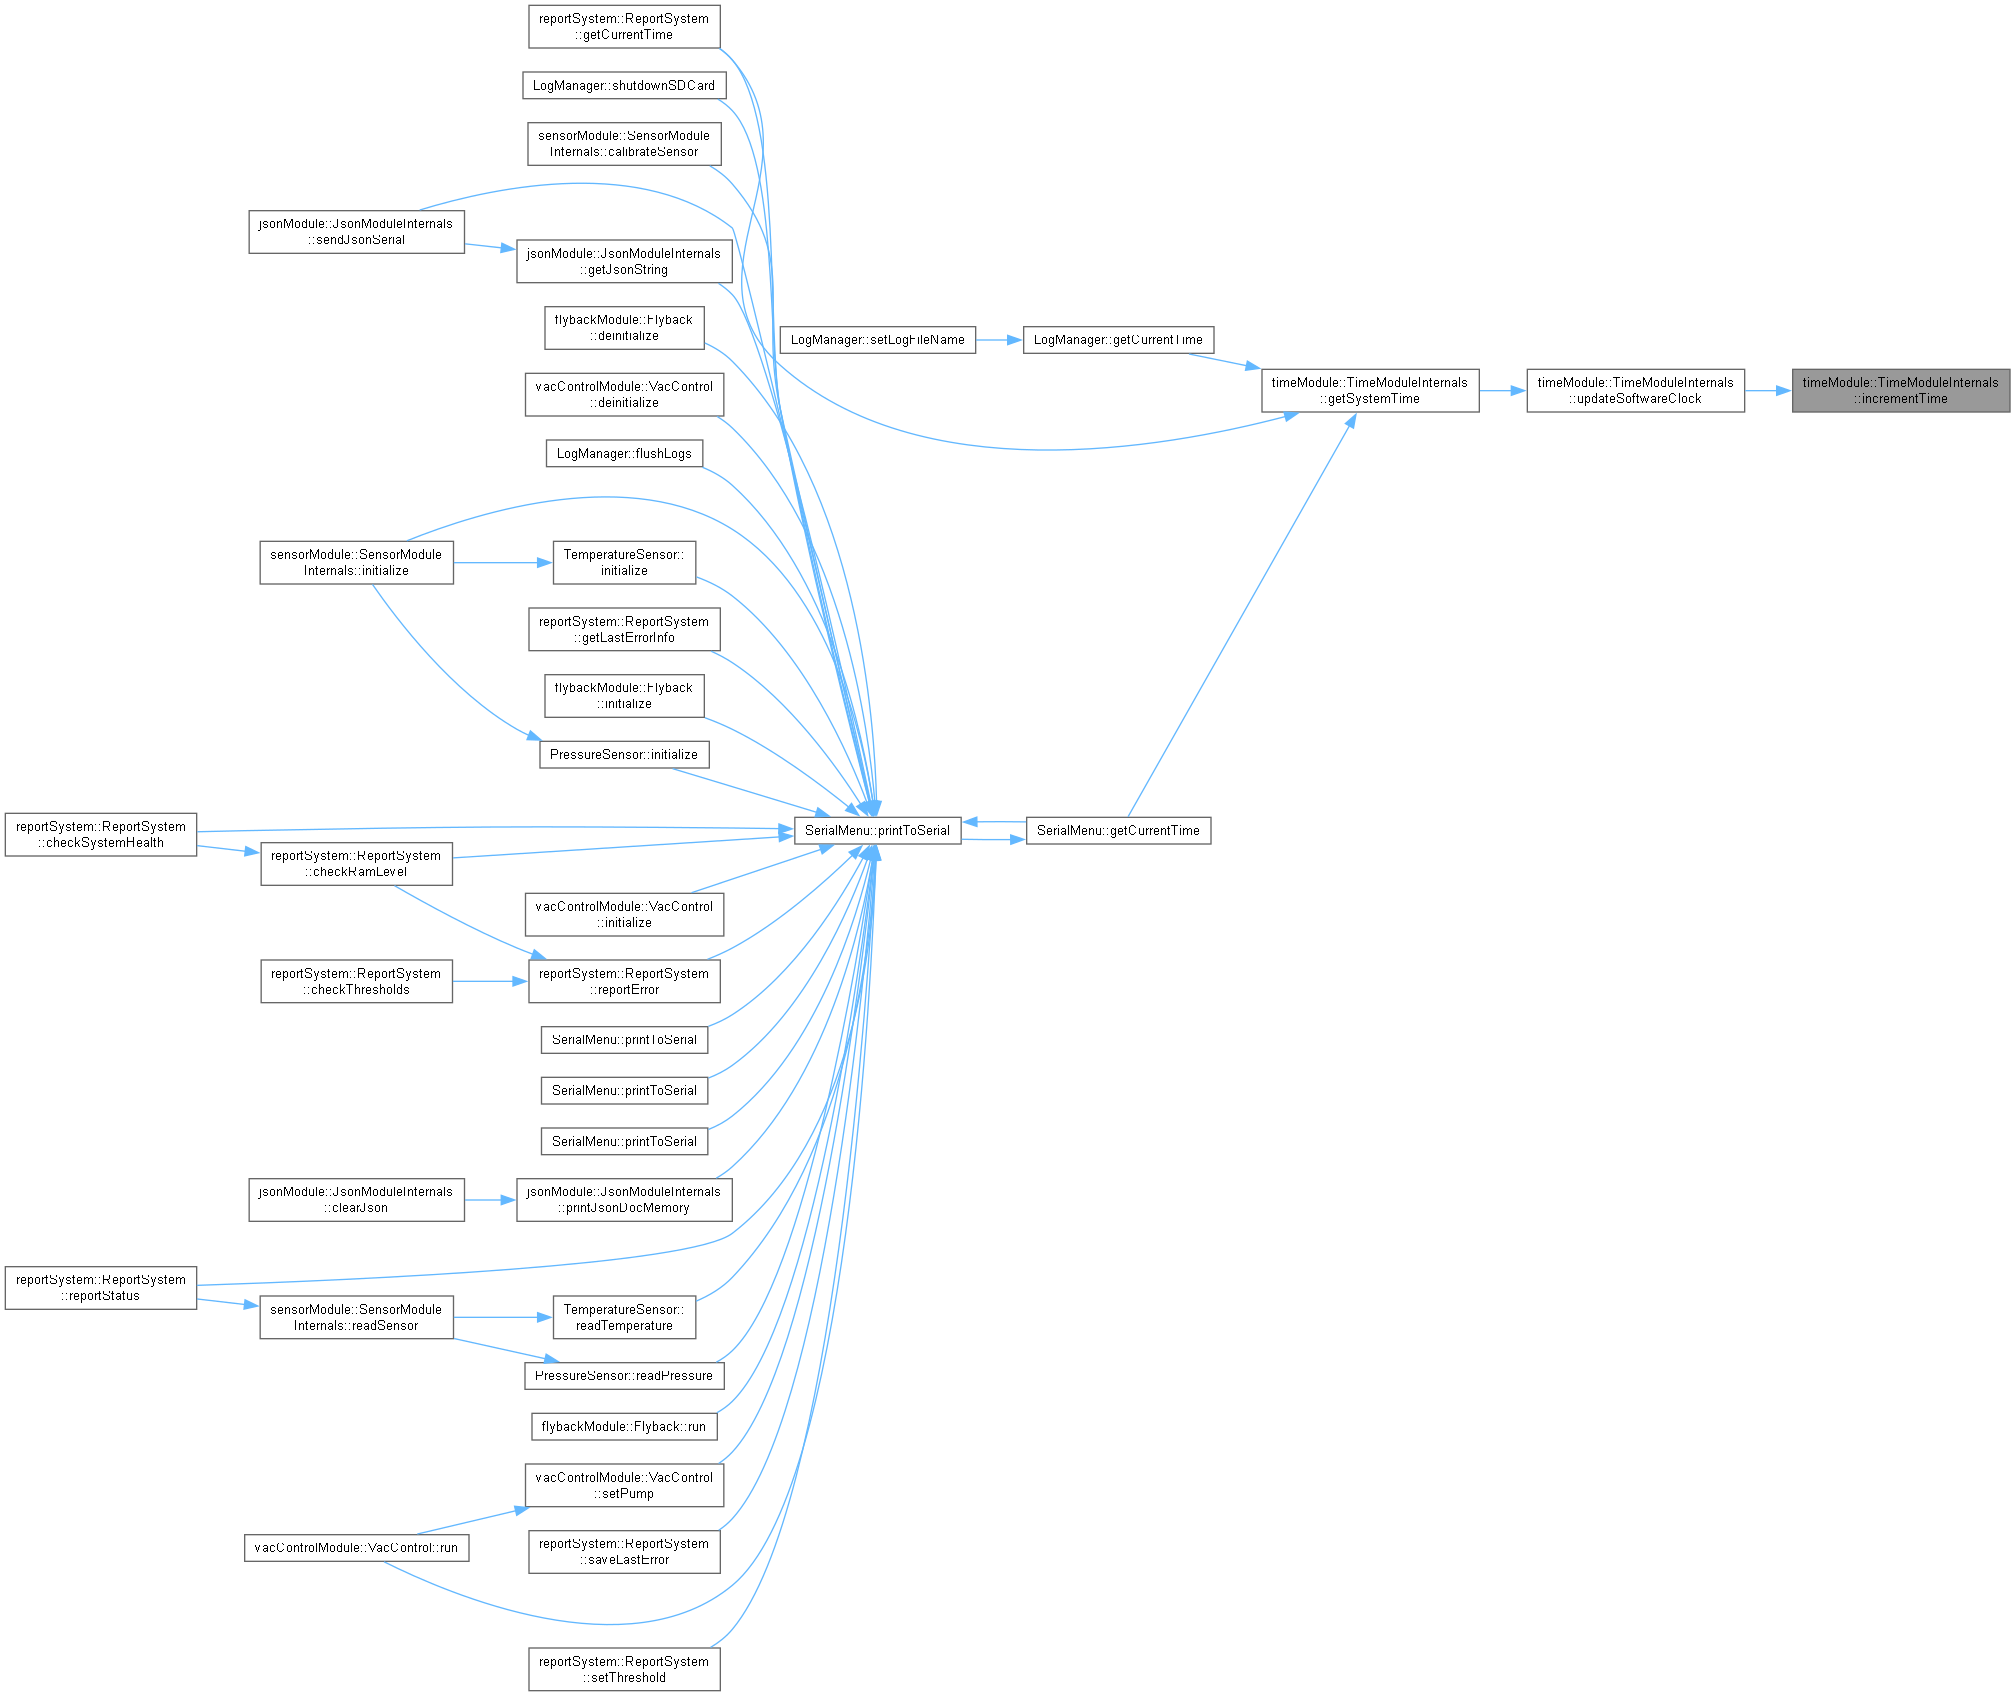 reportSystem::ReportSystem
::getCurrentTime
LogManager::shutdownSDCard
sensorModule::SensorModule
Internals::calibrateSensor
jsonModule::JsonModuleInternals
::sendJsonSerial
jsonModule::JsonModuleInternals
::getJsonString
flybackModule::Flyback
::deinitialize
LogManager::setLogFileName
LogManager::getCurrentTime
timeModule::TimeModuleInternals
::getSystemTime
timeModule::TimeModuleInternals
::updateSoftwareClock
timeModule::TimeModuleInternals
::incrementTime
vacControlModule::VacControl
::deinitialize
LogManager::flushLogs
sensorModule::SensorModule
Internals::initialize
TemperatureSensor::
initialize
reportSystem::ReportSystem
::getLastErrorInfo
flybackModule::Flyback
::initialize
PressureSensor::initialize
reportSystem::ReportSystem
::checkSystemHealth
SerialMenu::printToSerial
SerialMenu::getCurrentTime
reportSystem::ReportSystem
::checkRamLevel
vacControlModule::VacControl
::initialize
reportSystem::ReportSystem
::checkThresholds
reportSystem::ReportSystem
::reportError
SerialMenu::printToSerial
SerialMenu::printToSerial
SerialMenu::printToSerial
jsonModule::JsonModuleInternals
::clearJson
jsonModule::JsonModuleInternals
::printJsonDocMemory
reportSystem::ReportSystem
::reportStatus
sensorModule::SensorModule
Internals::readSensor
TemperatureSensor::
readTemperature
PressureSensor::readPressure
flybackModule::Flyback::run
vacControlModule::VacControl
::setPump
vacControlModule::VacControl::run
reportSystem::ReportSystem
::saveLastError
reportSystem::ReportSystem
::setThreshold